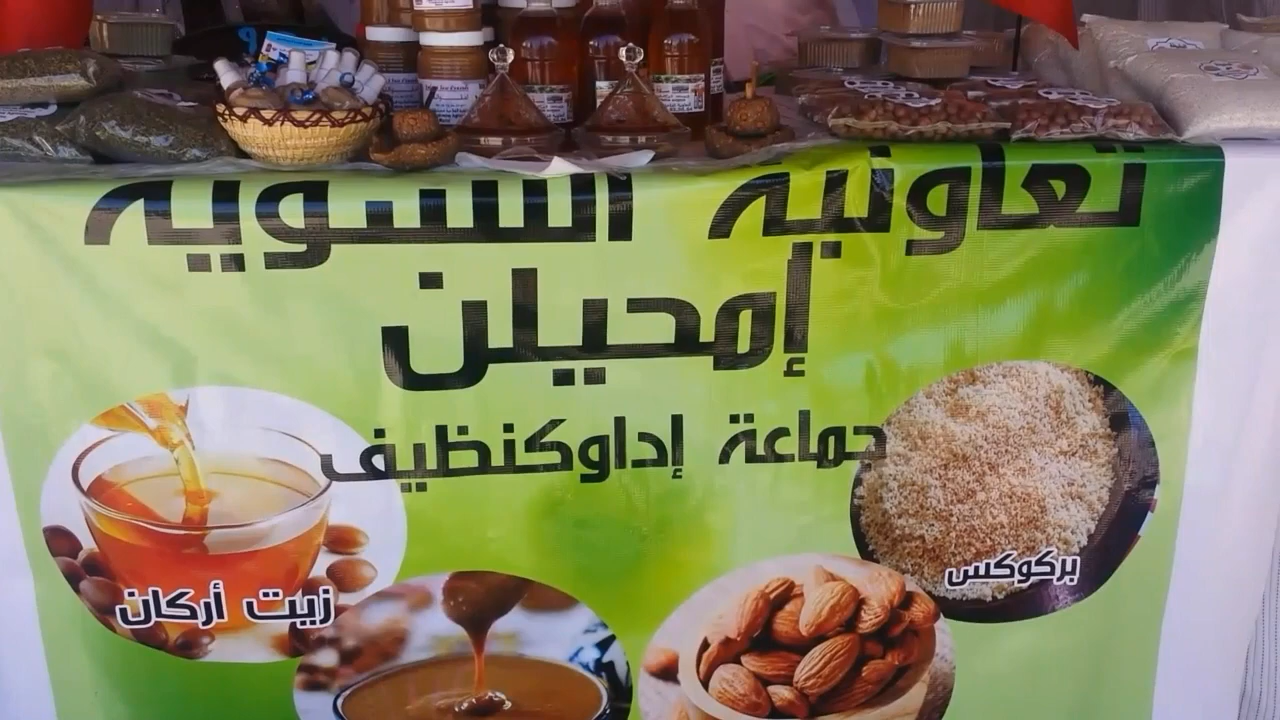 تعاونية النسوية
إمحيلن
جماعة إداوكنظيف
بركوكس
زيت أركان